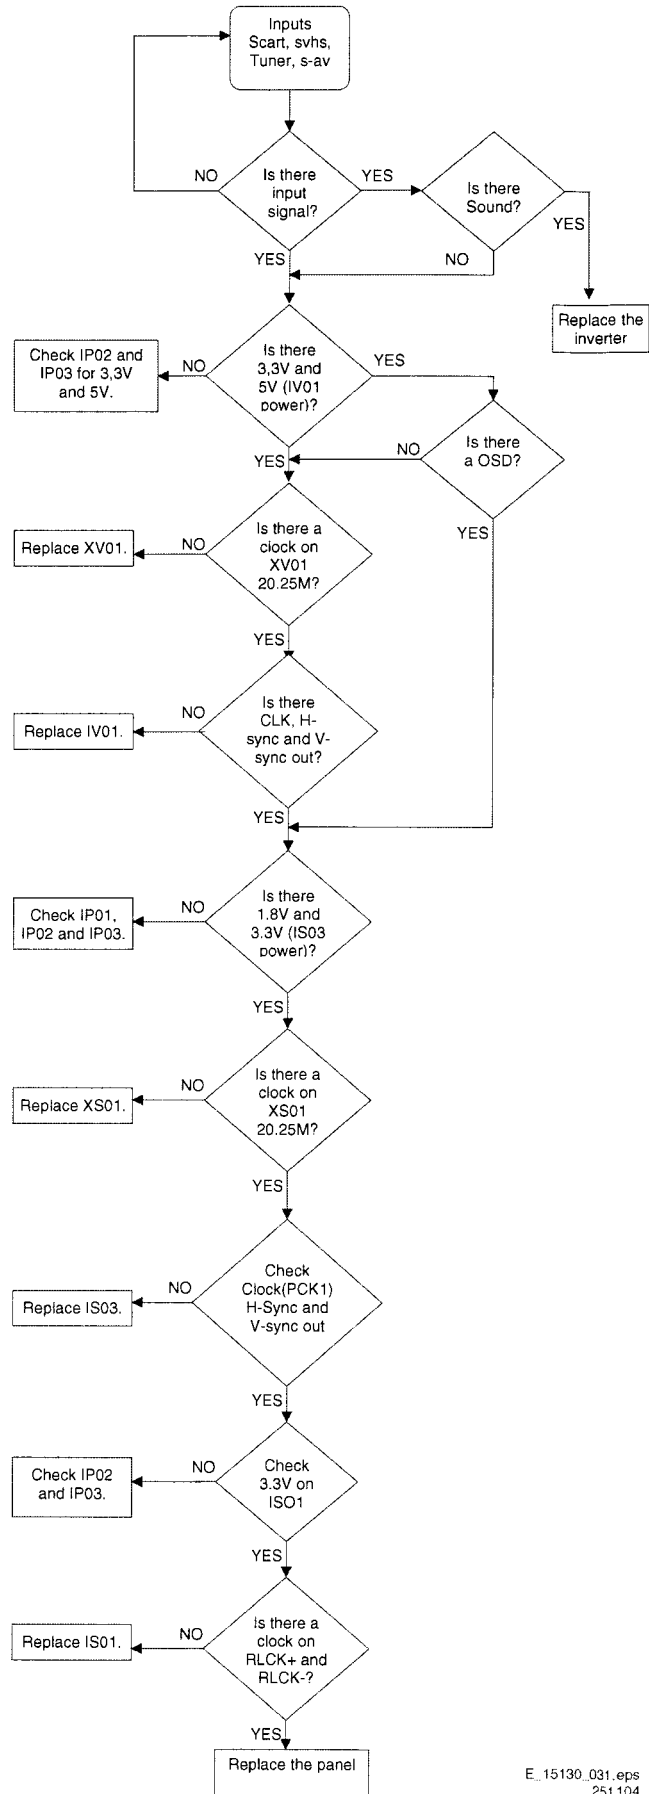 Inputs
Scart, svhs,
Tuner, s-av
NO
Is there
input
signal?
YES
Is there
Sound?
YES
YES
NO
Replace the
inverter
Check IP02 and
IP03 for 3,3V
and 5V.
NO
Is there
3,3V and
5V (IV01
power)?
YES
Is there
a OSD?
YES
NO
YES
Replace XV01.
NO
Is there a
clock on
XV01
20.25M?
YES
Replace IV01.
NO
Is there
CLK, H-
sync and V-
sync out?
YES
Check IP01,
IP02 and IP03.
NO
Is there
1.8V and
3.3V (IS03
power)?
YES
Replace XS01.
NO
Is there a
clock on
XS01
20.25M?
YES
Replace IS03.
NO
Check
Clock(PCK1)
H-Sync and
V-sync out
YES
Check IP02
and IP03.
NO
Check
3.3V on
ISO1
YES
Replace IS01.
NO
Is there a
clock on
RLCK+ and
RLCK-?
YES
Replace the panel
E_15130_031.eps
251104